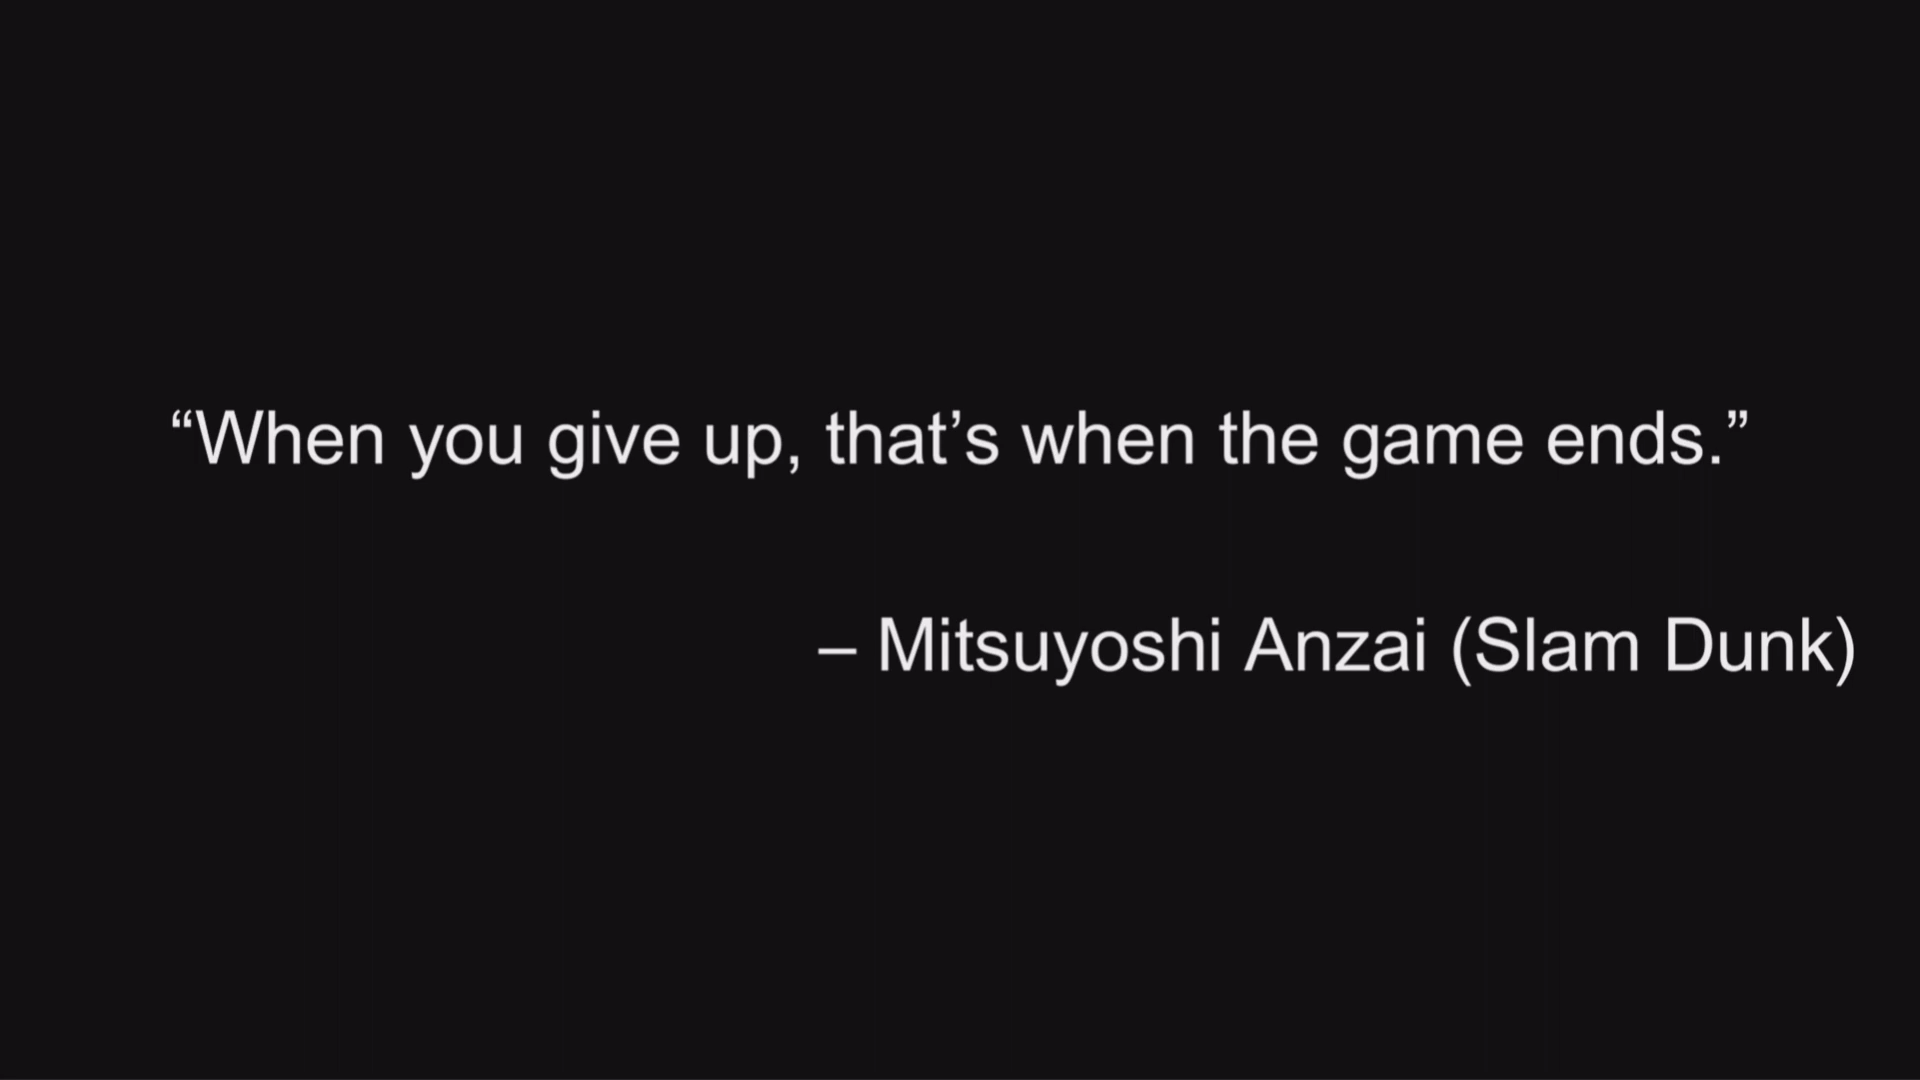 “When you give up, that’s when the game ends.”
– Mitsuyoshi Anzai (Slam Dunk)